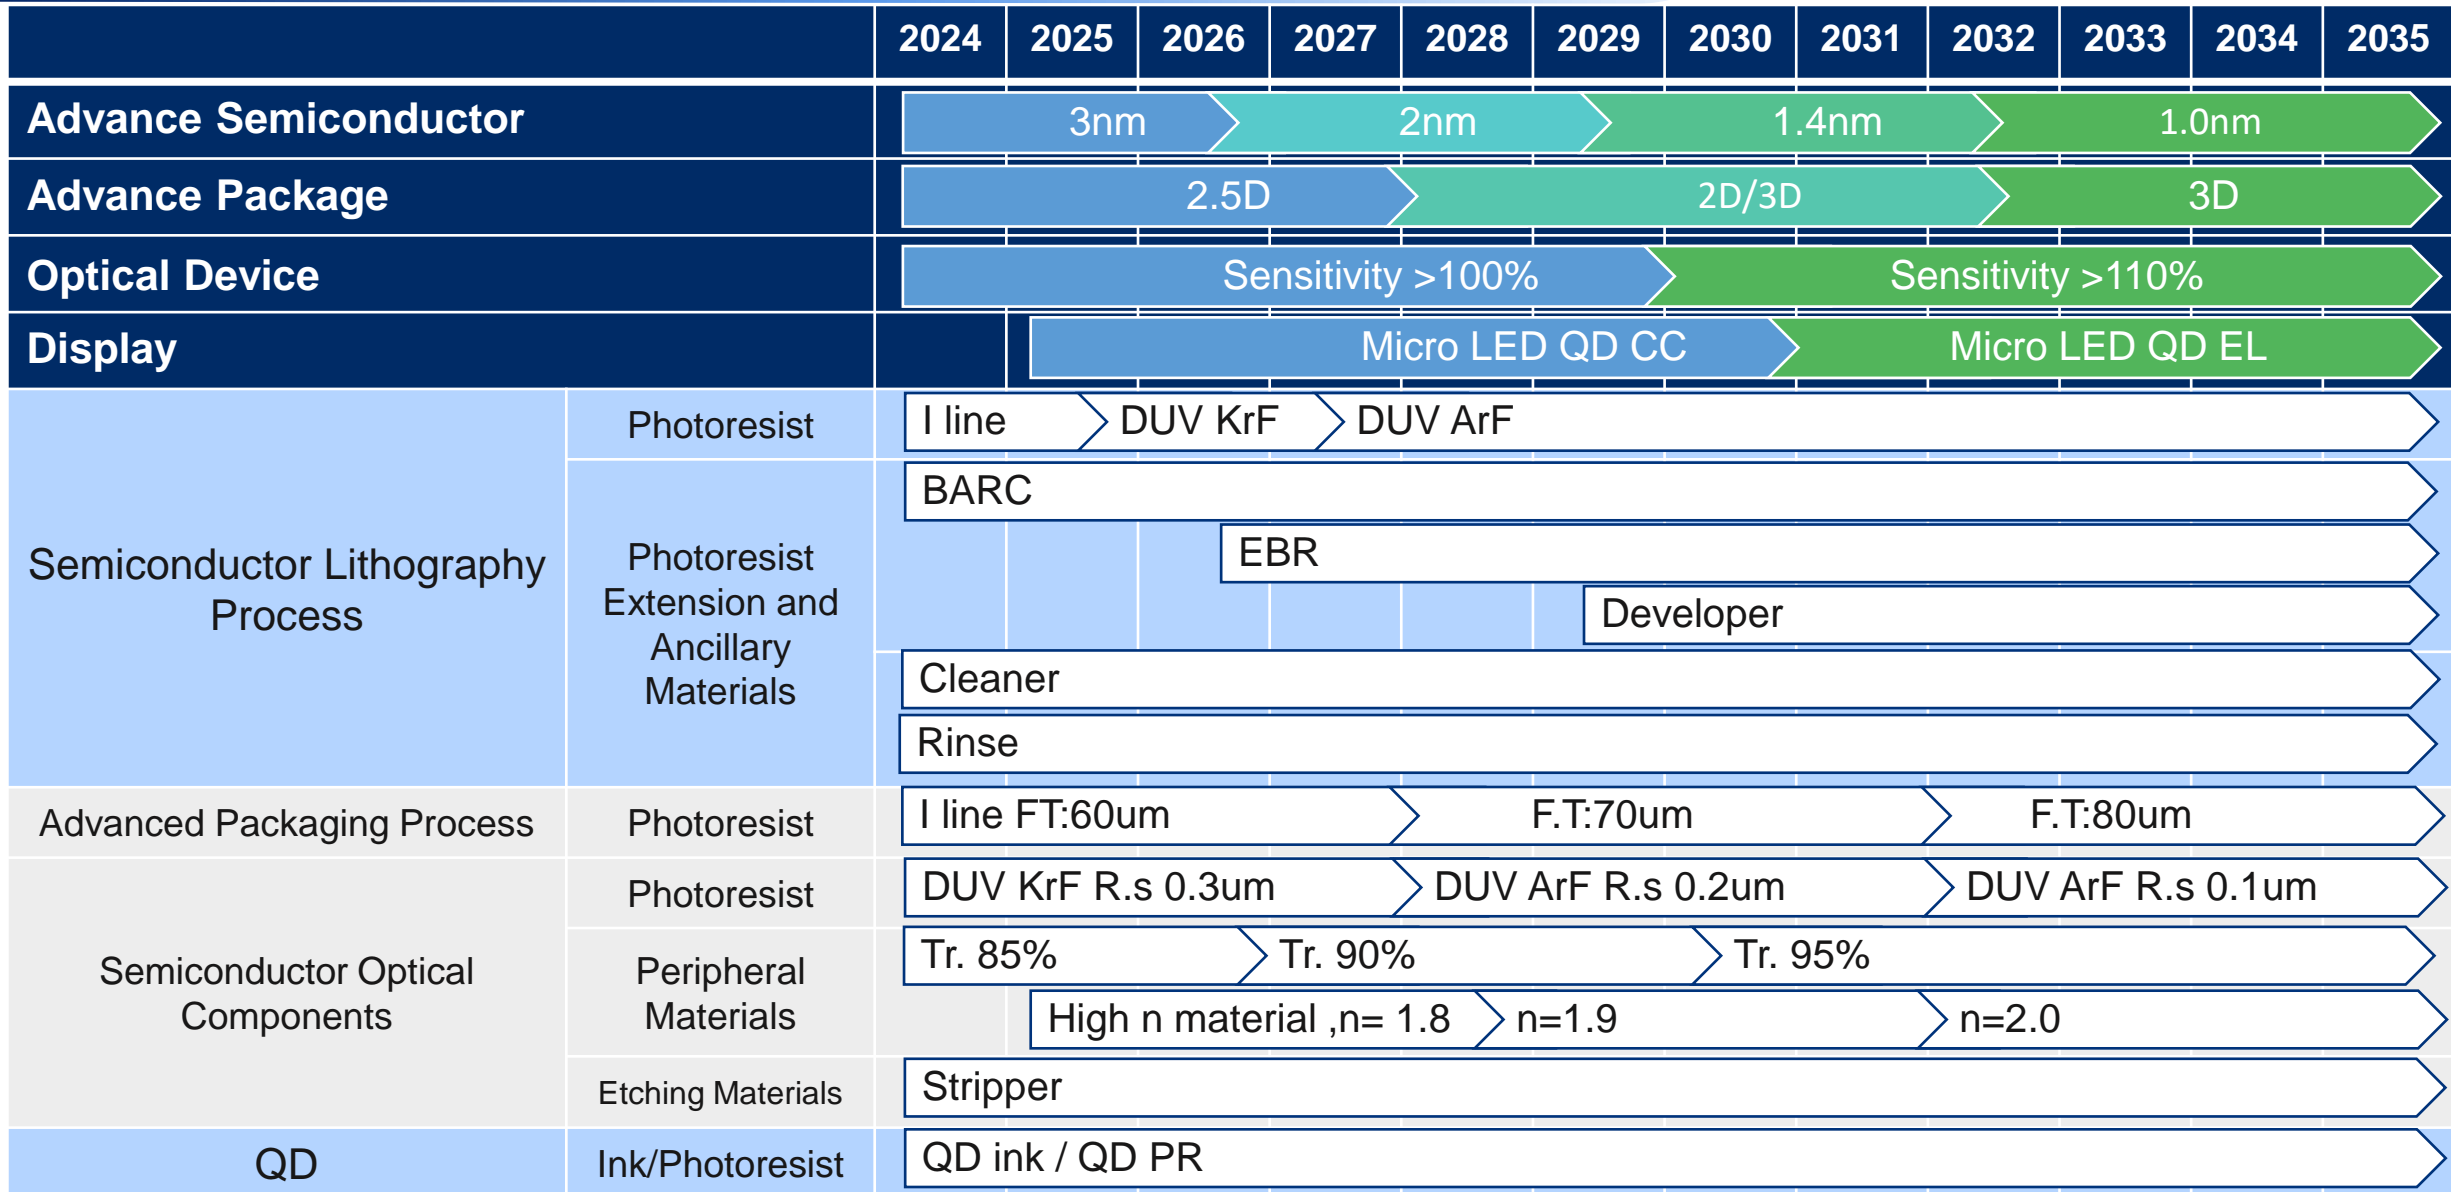 2024 2025 2026 2027 2028 2029 2030 2031 2032 2033 2034 2035
Advance Semiconductor 3nm 2nm 1.4nm 1.0nm
Advance Package 2.5D 2D/3D 3D
Optical Device Sensitivity >100% Sensitivity >110%
Display Micro LED QD CC Micro LED QD EL
Semiconductor Lithography
Process
Photoresist
I line DUV KrF DUV ArF
Photoresist
Extension and
Ancillary
Materials
BARC
EBR
Developer
Cleaner
Rinse
Advanced Packaging Process Photoresist I line FT:60um F.T:70um F.T:80um
Semiconductor Optical
Components
Photoresist DUV KrF R.s 0.3um DUV ArF R.s 0.2um DUV ArF R.s 0.1um
Peripheral
Materials
Tr. 85% Tr. 90% Tr. 95%
High n material ,n= 1.8 n=1.9 n=2.0
Etching Materials Stripper
QD Ink/Photoresist QD ink / QD PR